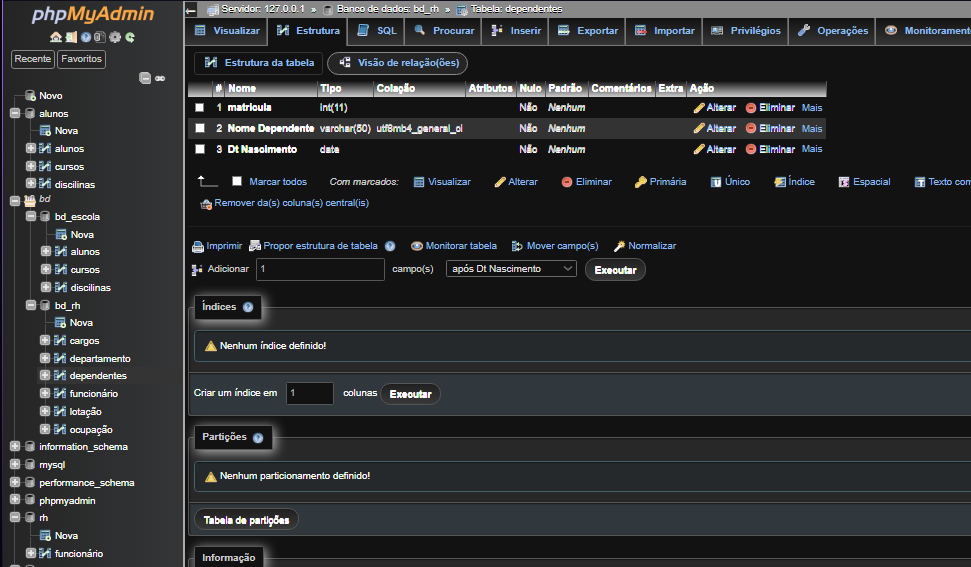 phpMyAdmin
Recente Favoritos
Novo
alunos
Nova
alunos
cursos
discilinas
bd
bd_escola
Nova
alunos
cursos
discilinas
bd_rh
Nova
cargos
departamento
dependentes
funcionário
lotação
ocupação
information_schema
mysql
performance_schema
phpmyadmin
rh
Nova
funcionário
Servidor: 127.0.0.1 » Banco de dados: bd_rh » Tabela: dependentes
Visualizar Estrutura SQL Procurar Inserir Exportar Importar Privilégios Operações Monitoramento
Estrutura da tabela Visão de relação(ões)
# Nome Tipo Colação Atributos Nulo Padrão Comentários Extra Ação
1 matricula int(11) Não Nenhum Alterar Eliminar Mais
2 Nome Dependente varchar(50) utf8mb4_general_ci Não Nenhum Alterar Eliminar Mais
3 Dt Nascimento date Não Nenhum Alterar Eliminar Mais
Marcar todos Com marcados: Visualizar Alterar Eliminar Primária Único Índice Espacial Texto com
Remover da(s) coluna(s) central(is)
Imprimir Propor estrutura de tabela Monitorar tabela Mover campo(s) Normalizar
Adicionar 1 campo(s) após Dt Nascimento Executar
Índices
Nenhum índice definido!
Criar um índice em 1 colunas Executar
Partições
Nenhum particionamento definido!
Tabela de partições
Informação